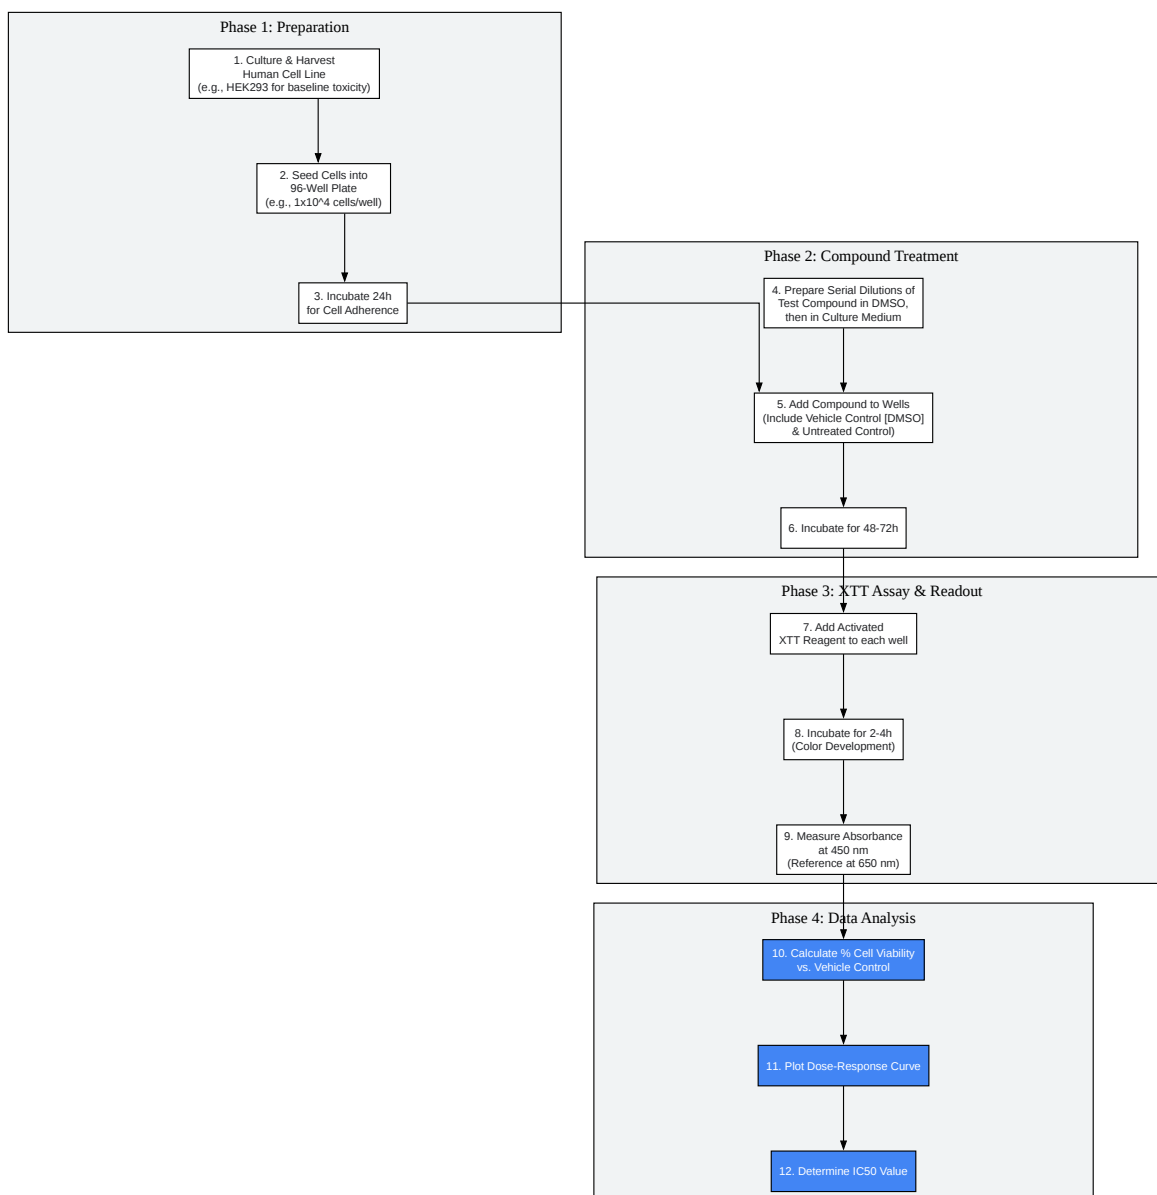 Phase 1: Preparation
1. Culture & Harvest
Human Cell Line
(e.g., HEK293 for baseline toxicity)
2. Seed Cells into
96-Well Plate
(e.g., 1x10^4 cells/well)
3. Incubate 24h
for Cell Adherence
Phase 2: Compound Treatment
4. Prepare Serial Dilutions of
Test Compound in DMSO,
then in Culture Medium
5. Add Compound to Wells
(Include Vehicle Control [DMSO]
& Untreated Control)
6. Incubate for 48-72h
Phase 3: XTT Assay & Readout
7. Add Activated
XTT Reagent to each well
8. Incubate for 2-4h
(Color Development)
9. Measure Absorbance
at 450 nm
(Reference at 650 nm)
Phase 4: Data Analysis
10. Calculate % Cell Viability
vs. Vehicle Control
11. Plot Dose-Response Curve
12. Determine IC50 Value